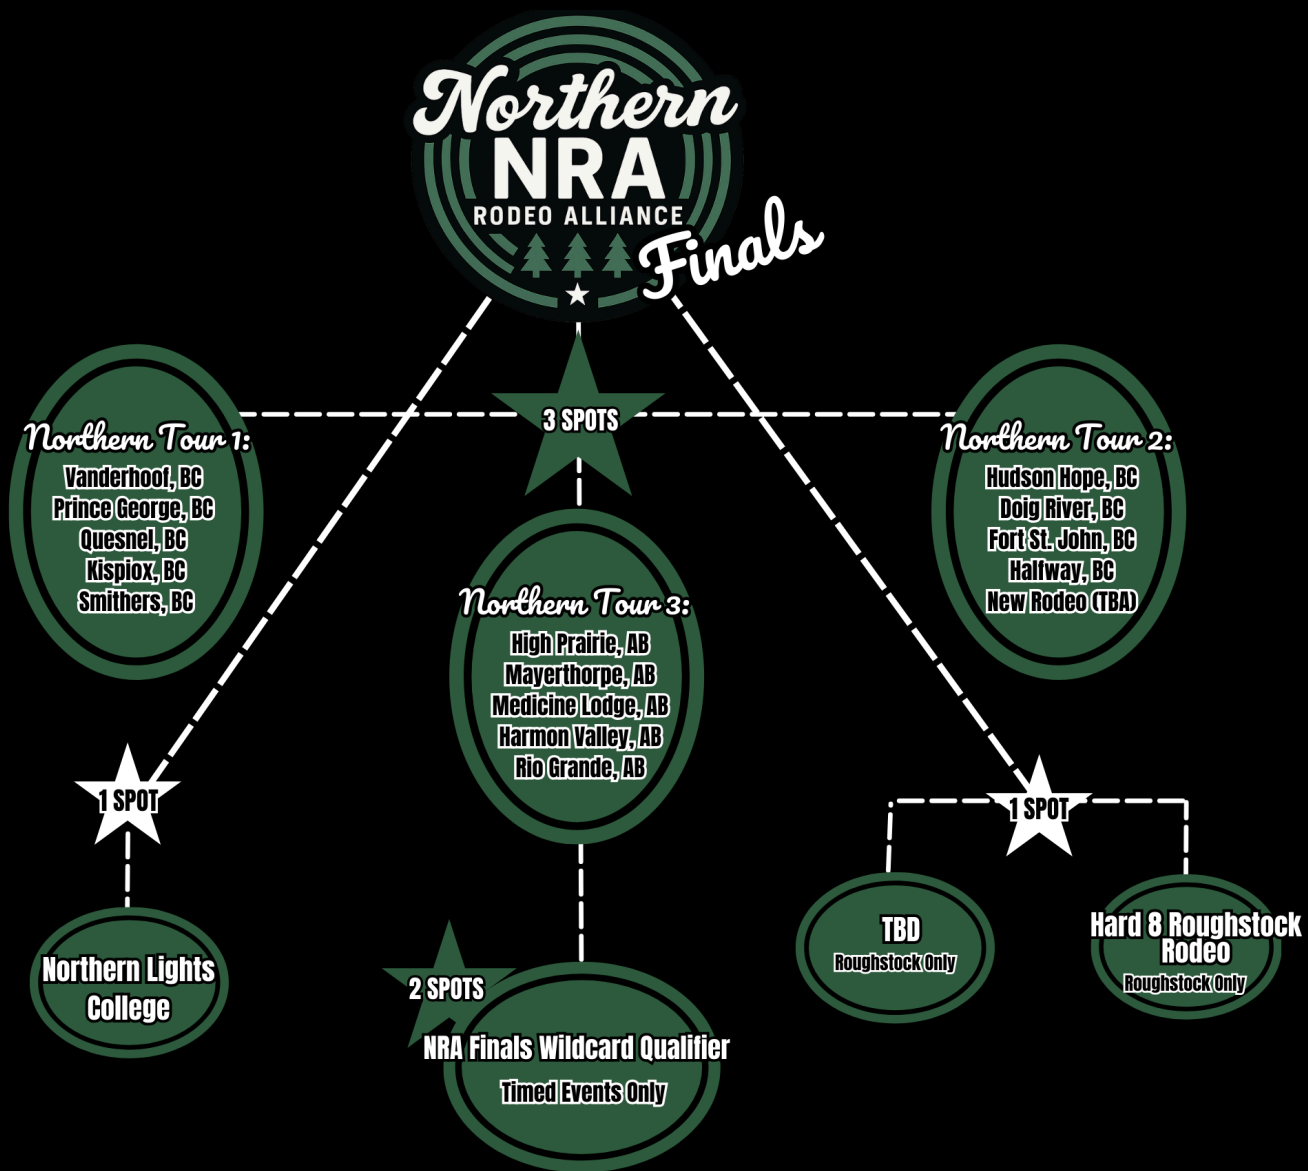 Northern
NRA
RODEO ALLIANCE
Finals
3 SPOTS
Northern Tour 1:
Vanderhoof, BC
Prince George, BC
Quesnel, BC
Kispiox, BC
Smithers, BC
Northern Tour 2:
Hudson Hope, BC
Doig River, BC
Fort St. John, BC
Halfway, BC
New Rodeo (TBA)
Northern Tour 3:
High Prairie, AB
Mayerthorpe, AB
Medicine Lodge, AB
Harmon Valley, AB
Rio Grande, AB
1 SPOT
Northern Lights
College
2 SPOTS
NRA Finals Wildcard Qualifier
Timed Events Only
1 SPOT
TBD
Roughstock Only
Hard 8 Roughstock
Rodeo
Roughstock Only